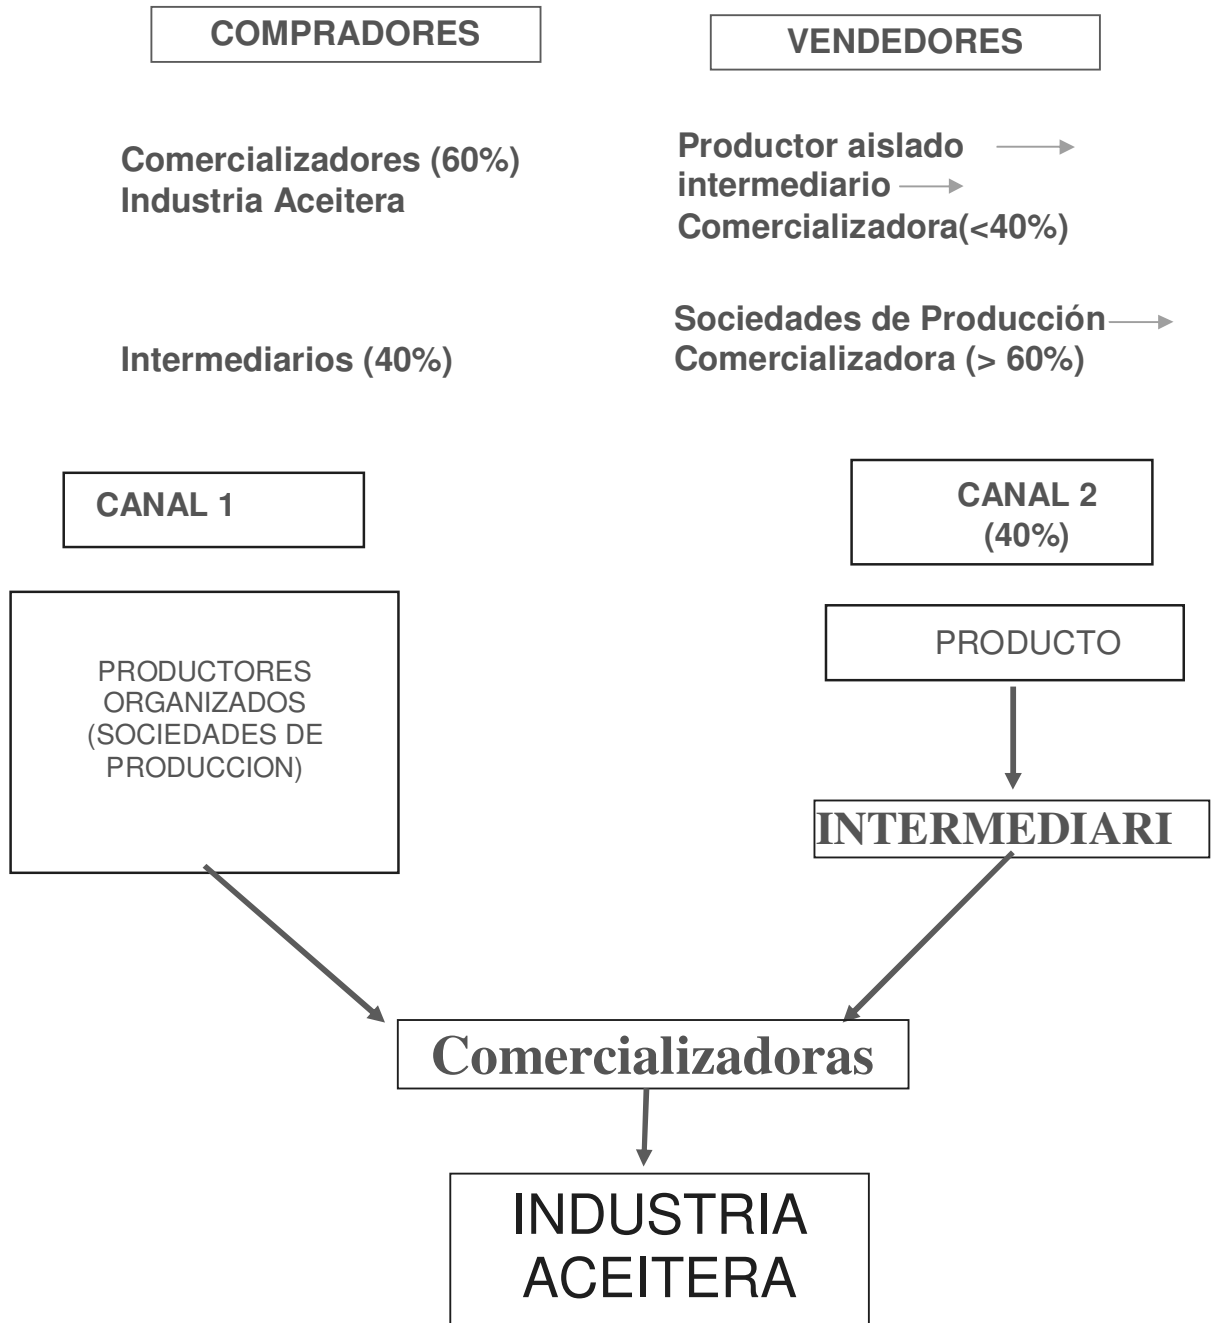 COMPRADORES
VENDEDORES
Comercializadores (60%)
Industria Aceitera
Productor aislado
intermediario
Comercializadora(<40%)
Intermediarios (40%)
Sociedades de Producción
Comercializadora (> 60%)
CANAL 1
CANAL 2
(40%)
PRODUCTORES
ORGANIZADOS
(SOCIEDADES DE
PRODUCCION)
PRODUCTO
INTERMEDIARI
Comercializadoras
INDUSTRIA
ACEITERA